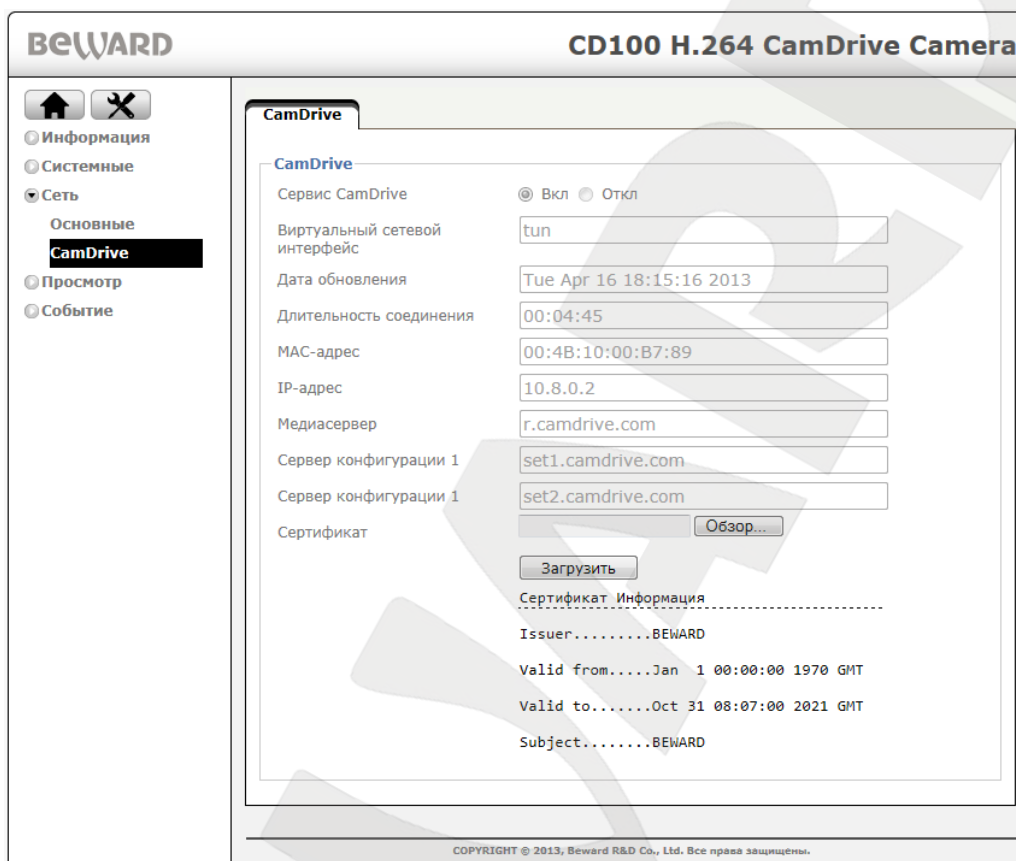 BEWARD
CD100 H.264 CamDrive Camera
Информация
Системные
Сеть
Основные
CamDrive
Просмотр
Событие
CamDrive
CamDrive
Сервис CamDrive Вкл Откл
Виртуальный сетевой
интерфейс
tun
Дата обновления Tue Apr 16 18:15:16 2013
Длительность соединения 00:04:45
MAC-адрес 00:4B:10:00:B7:89
IP-адрес 10.8.0.2
Медиасервер r.camdrive.com
Сервер конфигурации 1 set1.camdrive.com
Сервер конфигурации 1 set2.camdrive.com
Сертификат Обзор...
Загрузить
Сертификат Информация
Issuer.........BEWARD
Valid from.....Jan 1 00:00:00 1970 GMT
Valid to.......Oct 31 08:07:00 2021 GMT
Subject........BEWARD
COPYRIGHT © 2013, Beward R&D Co., Ltd. Все права защищены.